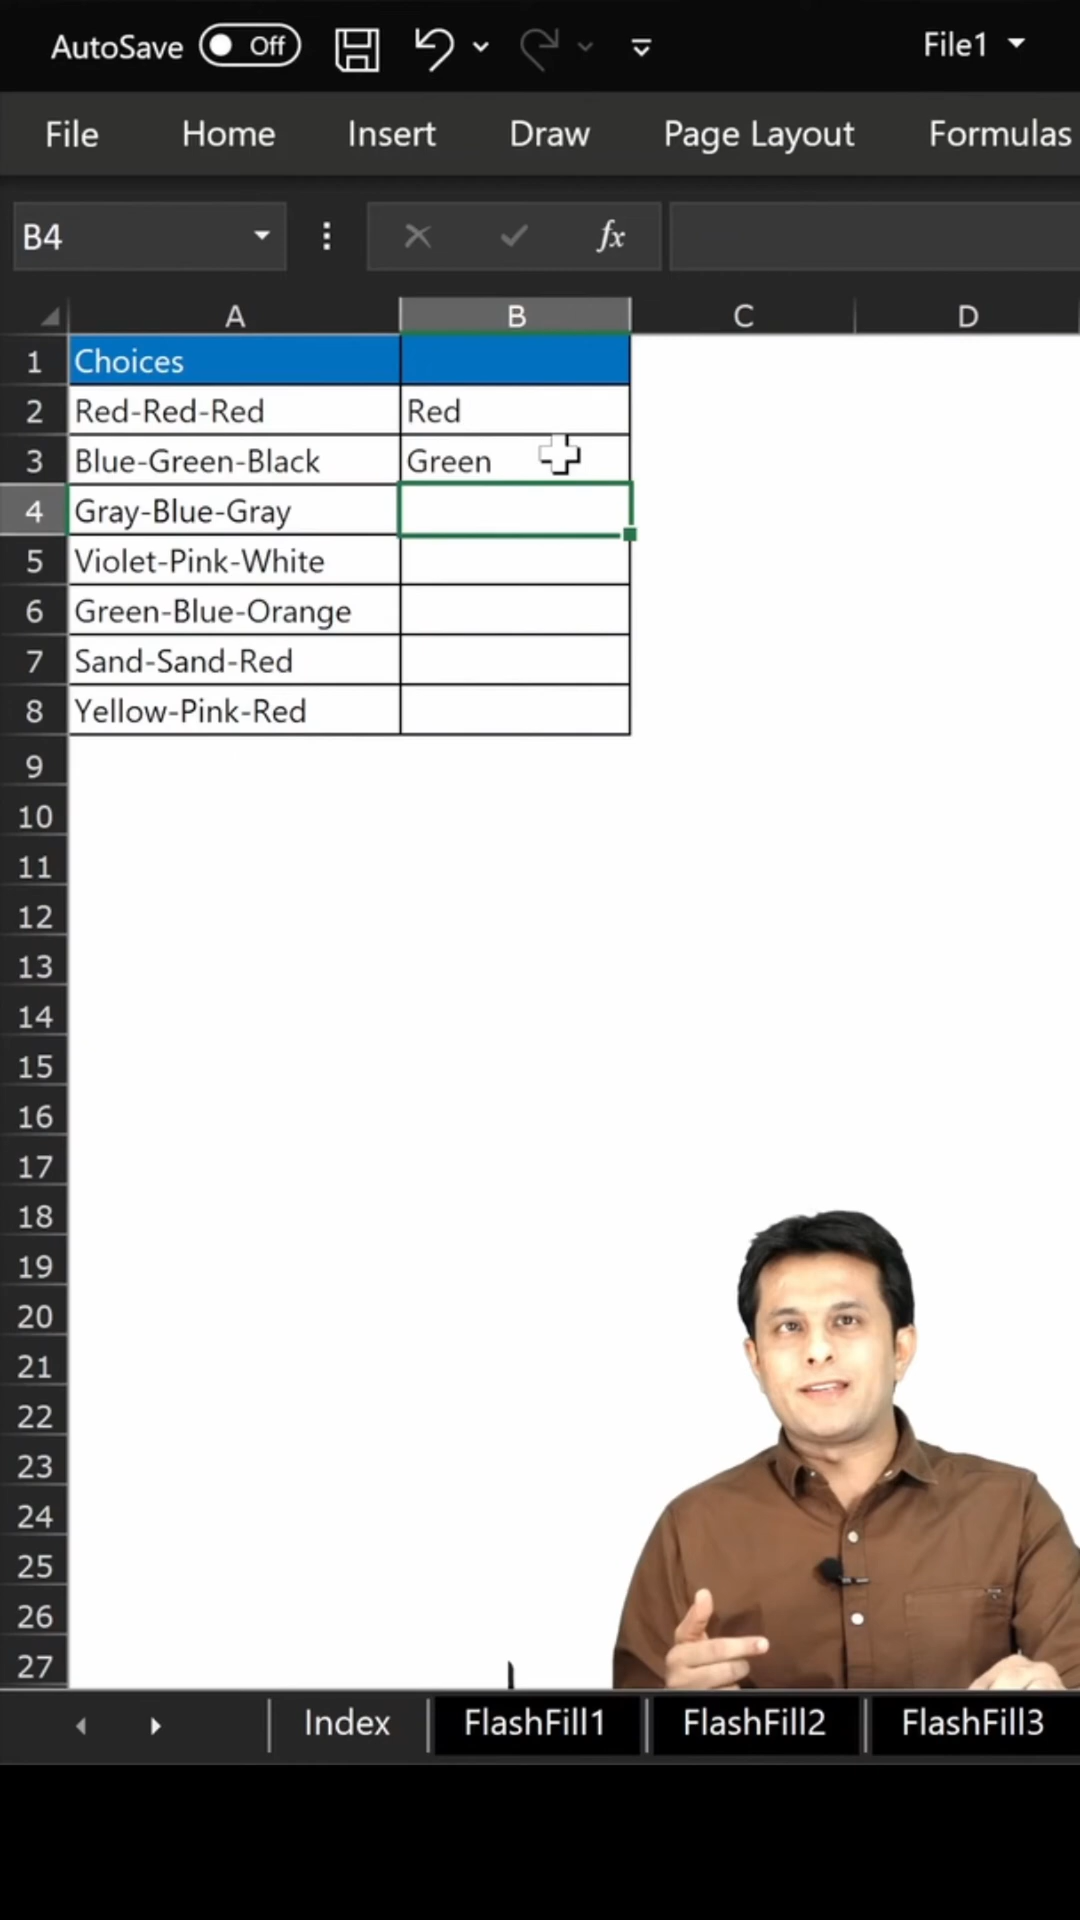 AutoSave Off File1
File Home Insert Draw Page Layout Formulas
B4 fx
A B C D
1 Choices
2 Red-Red-Red Red
3 Blue-Green-Black Green
4 Gray-Blue-Gray
5 Violet-Pink-White
6 Green-Blue-Orange
7 Sand-Sand-Red
8 Yellow-Pink-Red
9
10
11
12
13
14
15
16
17
18
19
20
21
22
23
24
25
26
27
Index FlashFill1 FlashFill2 FlashFill3